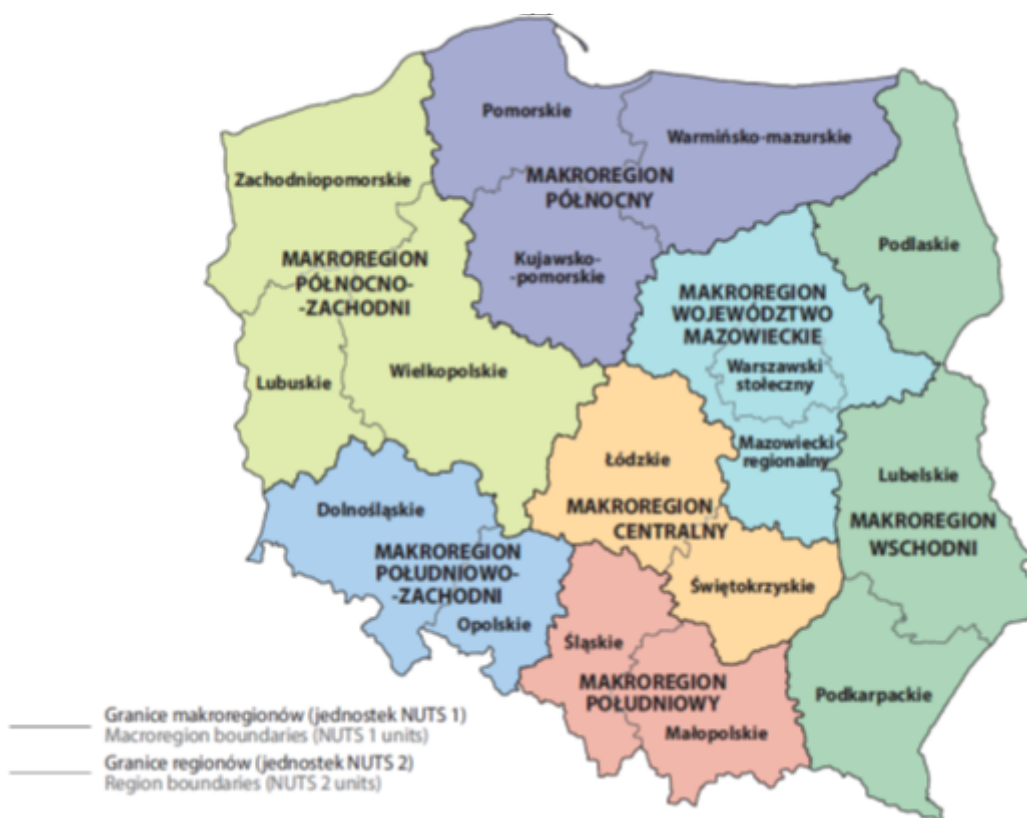 Pomorskie
Warmińsko-mazurskie
Zachodniopomorskie
MAKROREGION
PÓŁNOCNY
Podlaskie
Kujawsko-
-pomorskie
MAKROREGION
PÓŁNOCNO-
-ZACHODNI
MAKROREGION
WOJEWÓDZTWO
MAZOWIECKIE
Warszawski
stołeczny
Lubuskie
Wielkopolskie
Mazowiecki
regionalny
Łódzkie
Lubelskie
Dolnośląskie
MAKROREGION
CENTRALNY
MAKROREGION
WSCHODNI
MAKROREGION
POŁUDNIOWO-
-ZACHODNI
Świętokrzyskie
Opolskie
Śląskie
MAKROREGION
POŁUDNIOWY
Podkarpackie
Małopolskie
Granice makroregionów (jednostek NUTS 1)
Macroregion boundaries (NUTS 1 units)
Granice regionów (jednostek NUTS 2)
Region boundaries (NUTS 2 units)